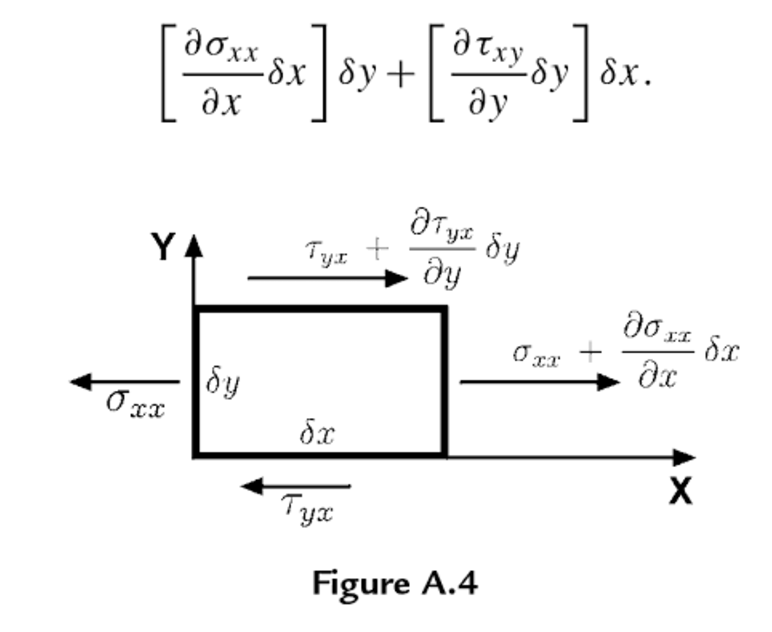 [∂σxx/∂x δx] δy + [∂τxy/∂y δy] δx.
Y
τyx + ∂τyx/∂y δy
σxx + ∂σxx/∂x δx
σxx
δy
δx
τyx
X
Figure A.4